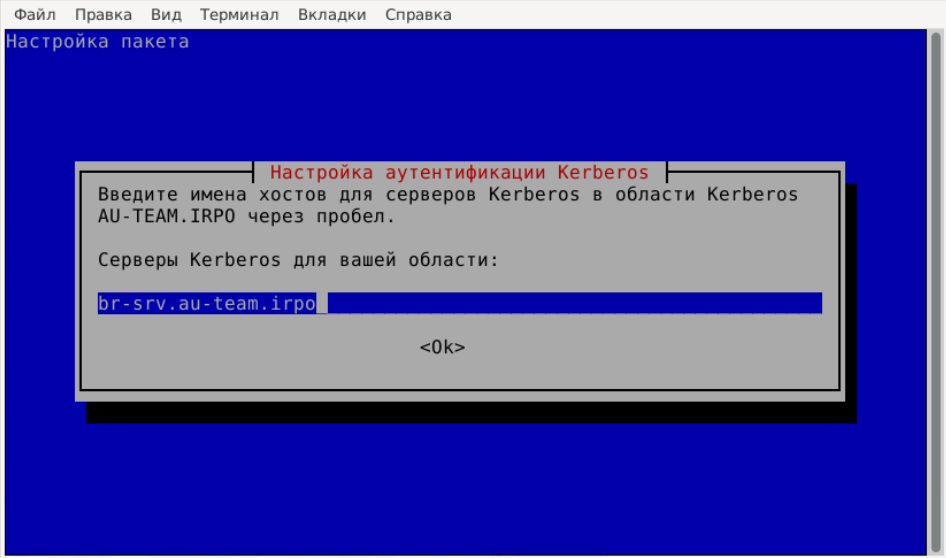 Файл Правка Вид Терминал Вкладки Справка
Настройка пакета
Настройка аутентификации Kerberos
Введите имена хостов для серверов Kerberos в области Kerberos
AU-TEAM.IRPO через пробел.
Серверы Kerberos для вашей области:
br-srv.au-team.irpo
<Ok>